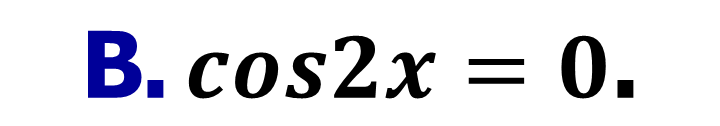 B. cos2x = 0.